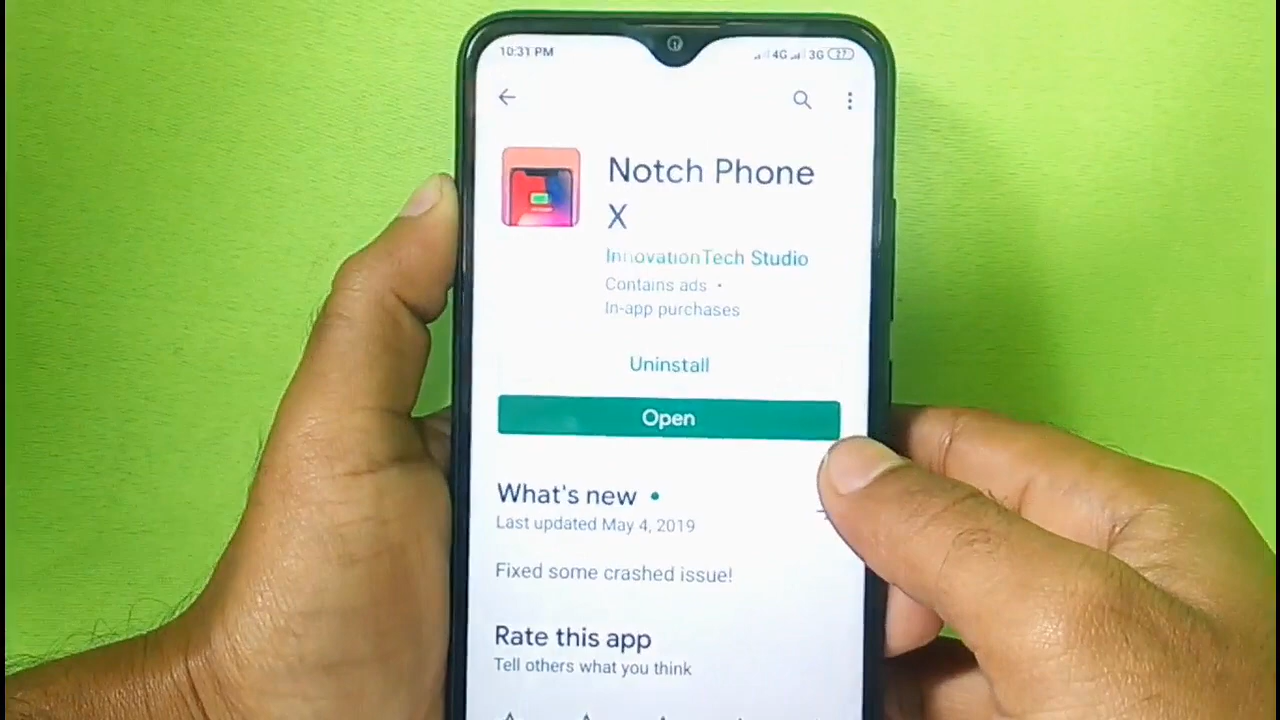 10:31 PM 4G 3G 27
Notch Phone
X
InnovationTech Studio
Contains ads •
In-app purchases
Uninstall
Open
What's new •
Last updated May 4, 2019
Fixed some crashed issue!
Rate this app
Tell others what you think